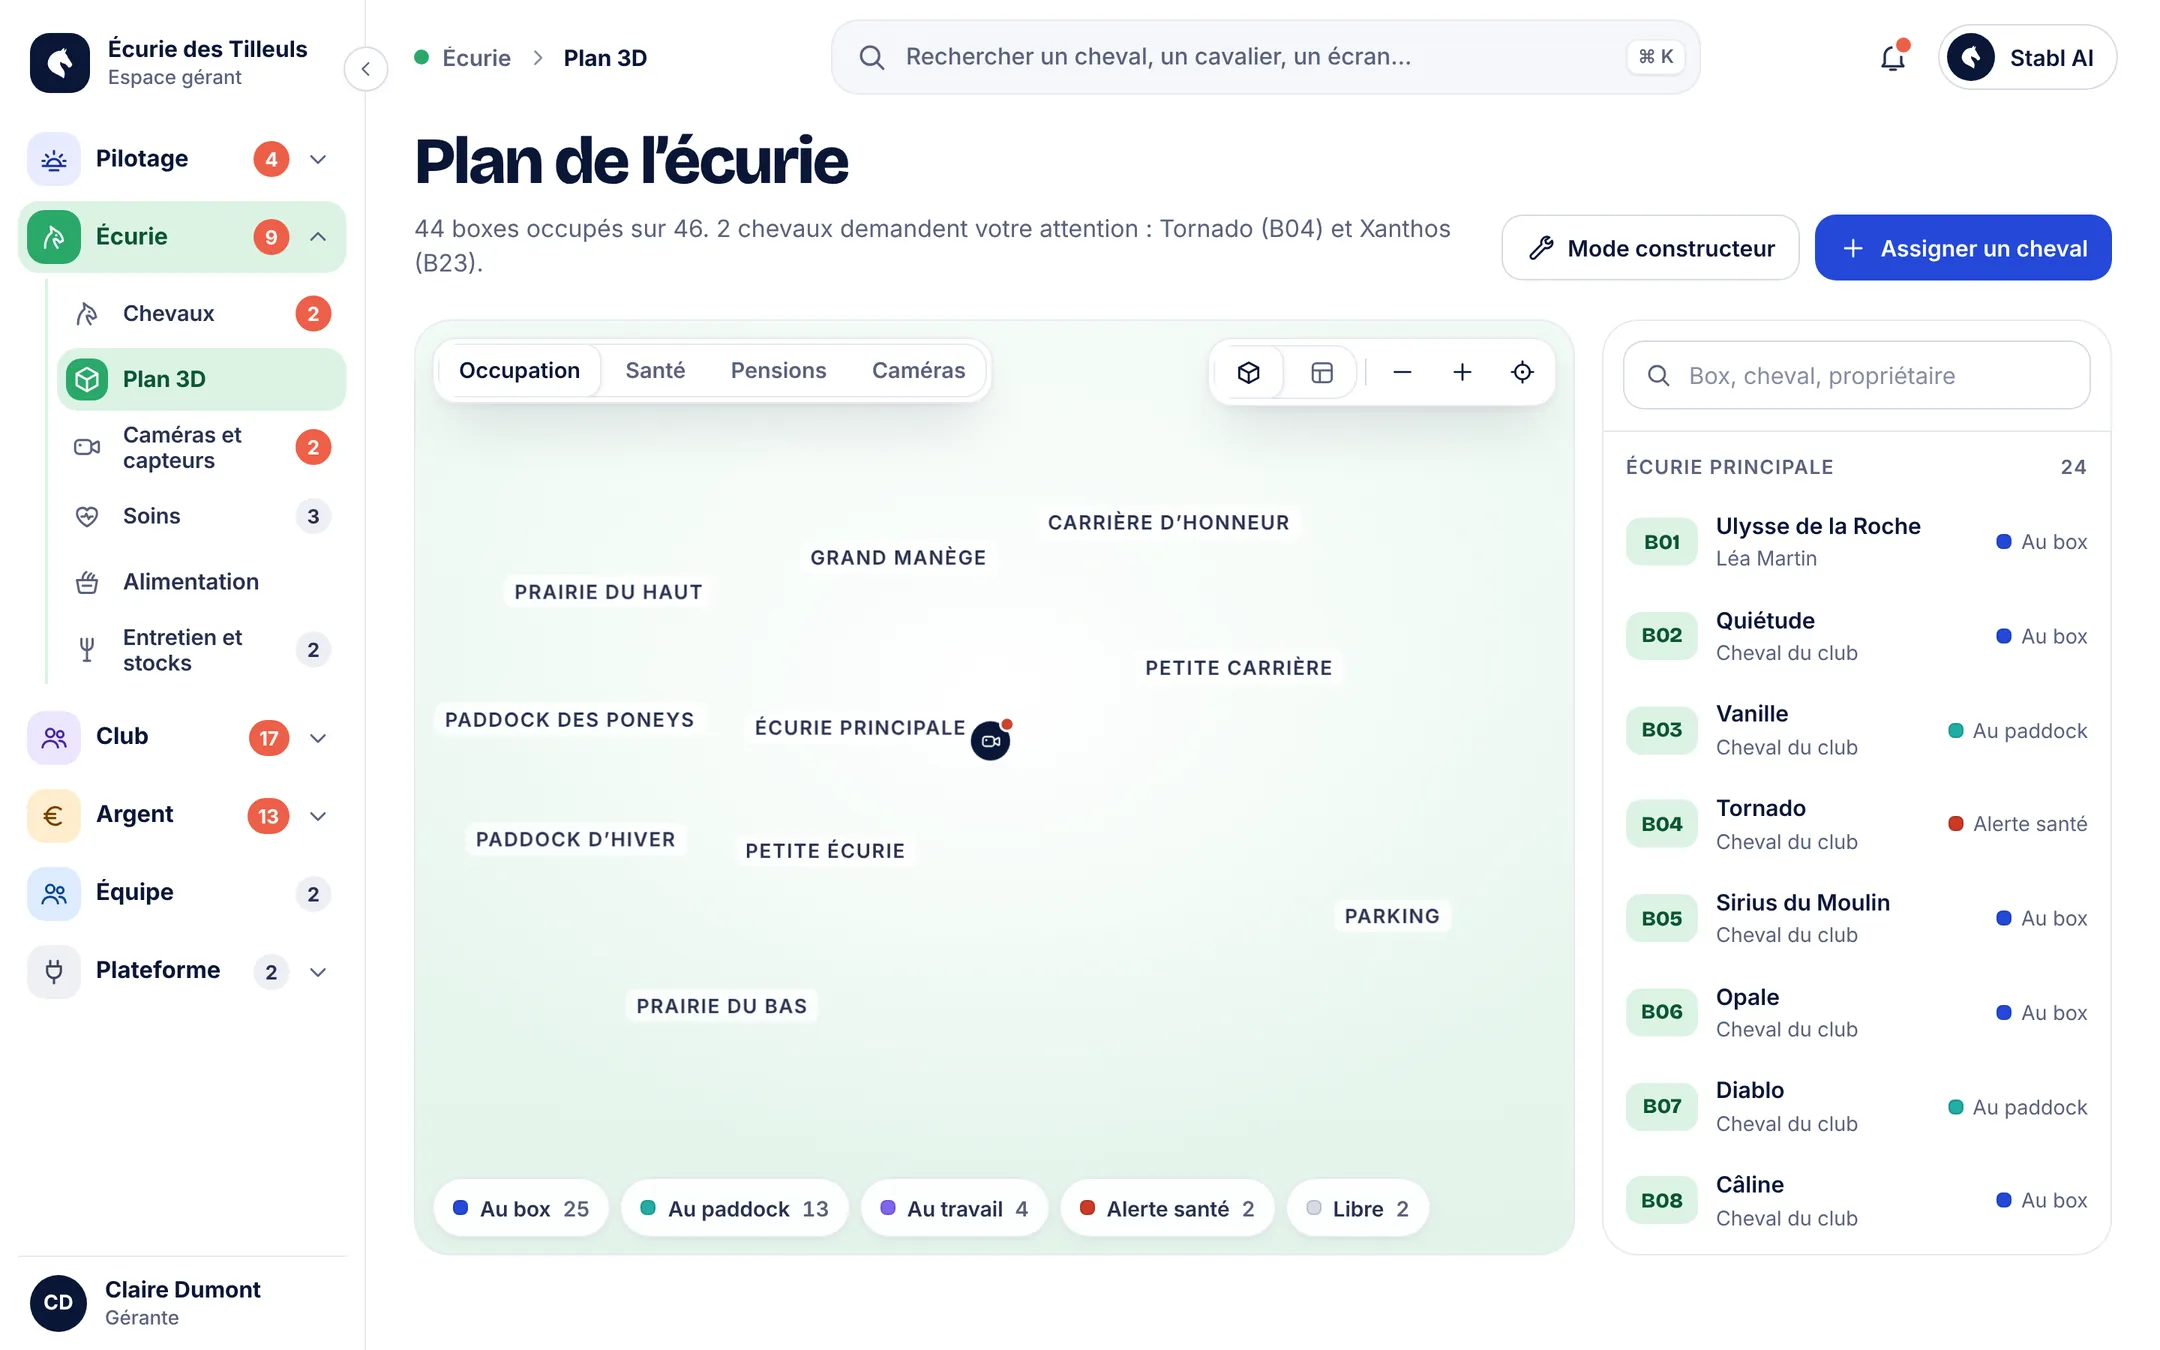 Écurie des Tilleuls
Espace gérant
Pilotage 4
Écurie 9
Chevaux 2
Plan 3D
Caméras et
capteurs 2
Soins 3
Alimentation
Entretien et
stocks 2
Club 17
€ Argent 13
Équipe 2
Plateforme 2
CD Claire Dumont
Gérante
Écurie > Plan 3D
Rechercher un cheval, un cavalier, un écran... ⌘ K
Stabl AI
Plan de l’écurie
44 boxes occupés sur 46. 2 chevaux demandent votre attention : Tornado (B04) et Xanthos
(B23).
Mode constructeur
+ Assigner un cheval
Occupation Santé Pensions Caméras
CARRIÈRE D’HONNEUR
GRAND MANÈGE
PRAIRIE DU HAUT
PETITE CARRIÈRE
PADDOCK DES PONEYS
ÉCURIE PRINCIPALE
PADDOCK D’HIVER
PETITE ÉCURIE
PARKING
PRAIRIE DU BAS
Au box 25
Au paddock 13
Au travail 4
Alerte santé 2
Libre 2
Box, cheval, propriétaire
ÉCURIE PRINCIPALE 24
B01 Ulysse de la Roche Au box
Léa Martin
B02 Quiétude Au box
Cheval du club
B03 Vanille Au paddock
Cheval du club
B04 Tornado Alerte santé
Cheval du club
B05 Sirius du Moulin Au box
Cheval du club
B06 Opale Au box
Cheval du club
B07 Diablo Au paddock
Cheval du club
B08 Câline Au box
Cheval du club